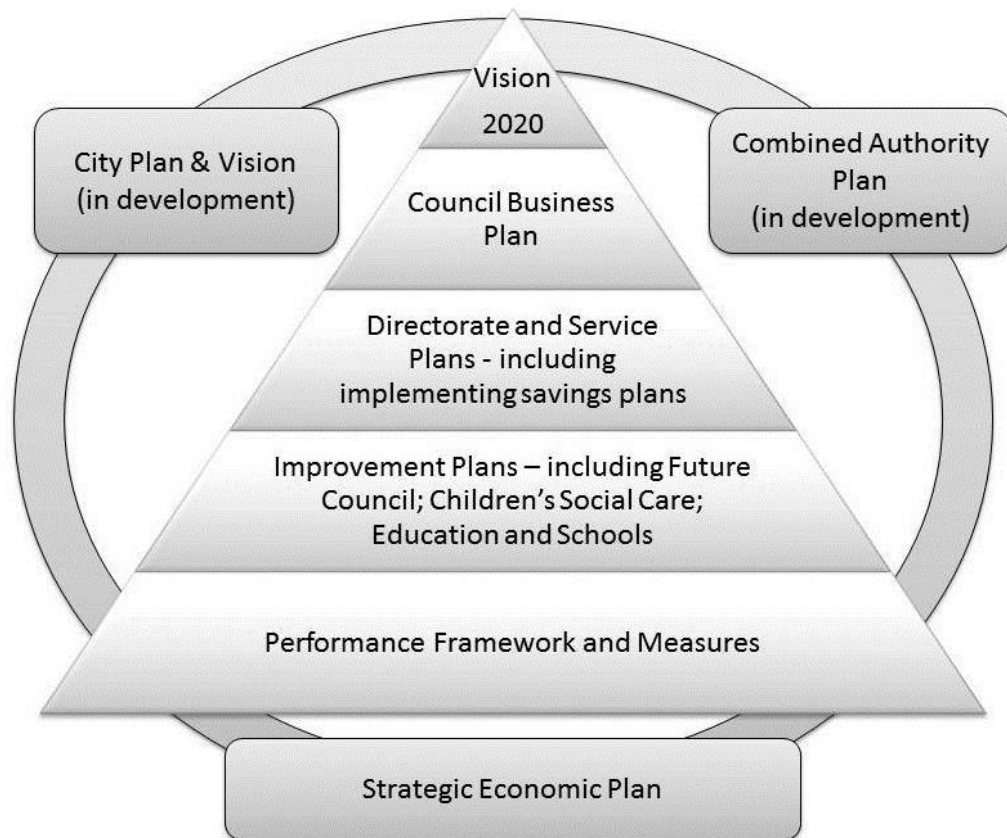 Vision
2020
City Plan & Vision
(in development)
Combined Authority
Plan
(in development)
Council Business
Plan
Directorate and Service
Plans - including
implementing savings plans
Improvement Plans – including Future
Council; Children’s Social Care;
Education and Schools
Performance Framework and Measures
Strategic Economic Plan